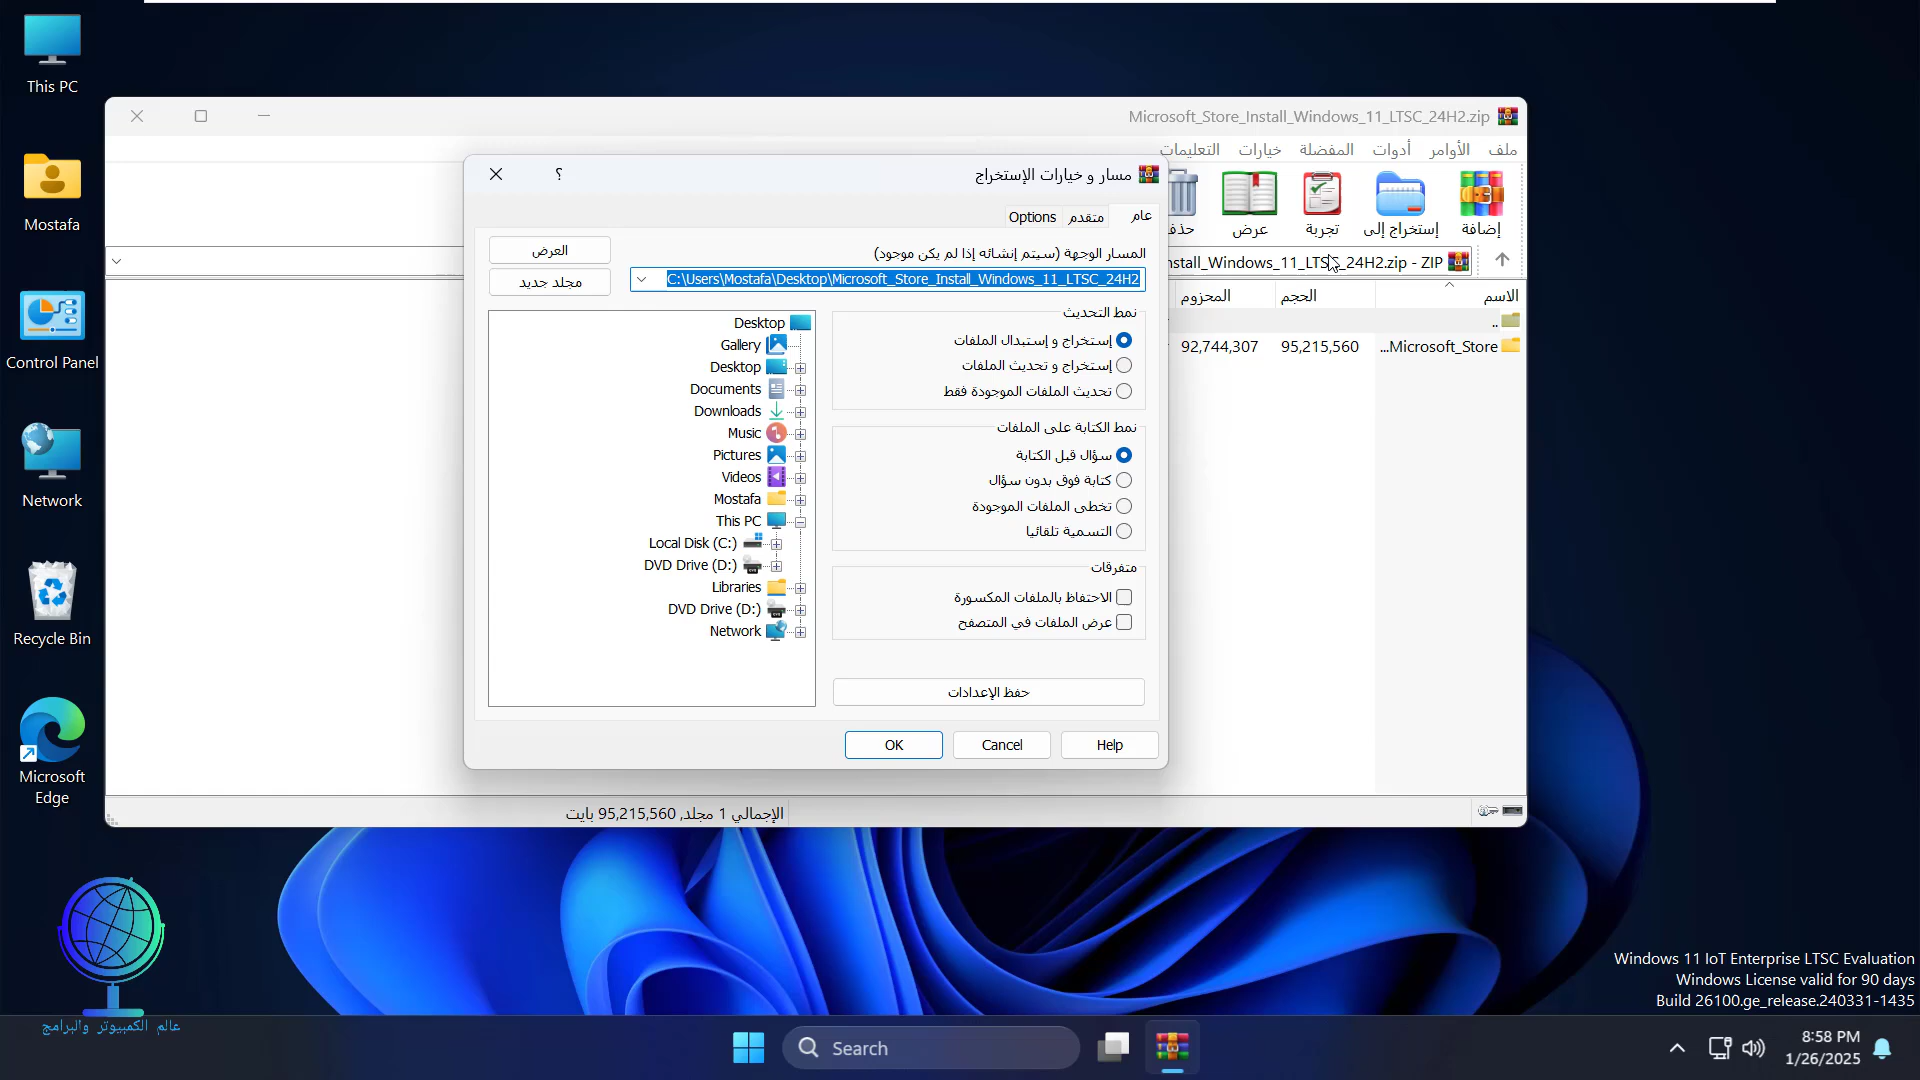 This PC
Mostafa
Control Panel
Network
Recycle Bin
Microsoft
Edge
عالم الكمبيوتر والبرامج
Microsoft_Store_Install_Windows_11_LTSC_24H2.zip
ملف
الأوامر
أدوات
المفضلة
خيارات
التعليمات
إضافة
إستخراج إلى
تجربة
عرض
حذف
nstall_Windows_11_LTSC_24H2.zip - ZIP
الاسم
الحجم
المحزوم
..
Microsoft_Store...
95,215,560
92,744,307
الإجمالي 1 مجلد, 95,215,560 بايت
مسار و خيارات الإستخراج
؟
عام
متقدم
Options
المسار الوجهة (سيتم إنشائه إذا لم يكن موجود)
C:\Users\Mostafa\Desktop\Microsoft_Store_Install_Windows_11_LTSC_24H2
العرض
مجلد جديد
نمط التحديث
إستخراج و إستبدال الملفات
إستخراج و تحديث الملفات
تحديث الملفات الموجودة فقط
نمط الكتابة على الملفات
سؤال قبل الكتابة
كتابة فوق بدون سؤال
تخطى الملفات الموجودة
التسمية تلقائيا
متفرقات
الاحتفاظ بالملفات المكسورة
عرض الملفات في المتصفح
حفظ الإعدادات
Desktop
Gallery
Desktop
Documents
Downloads
Music
Pictures
Videos
Mostafa
This PC
Local Disk (C:)
DVD Drive (D:)
Libraries
DVD Drive (D:)
Network
OK
Cancel
Help
Windows 11 IoT Enterprise LTSC Evaluation
Windows License valid for 90 days
Build 26100.ge_release.240331-1435
Search
8:58 PM
1/26/2025